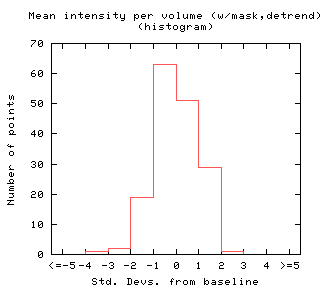 Mean intensity per volume (w/mask,detrend)
(histogram)
70
60
50
40
30
20
10
0
Number of points
<=-5 -4 -3 -2 -1 0 1 2 3 4 >=5
Std. Devs. from baseline